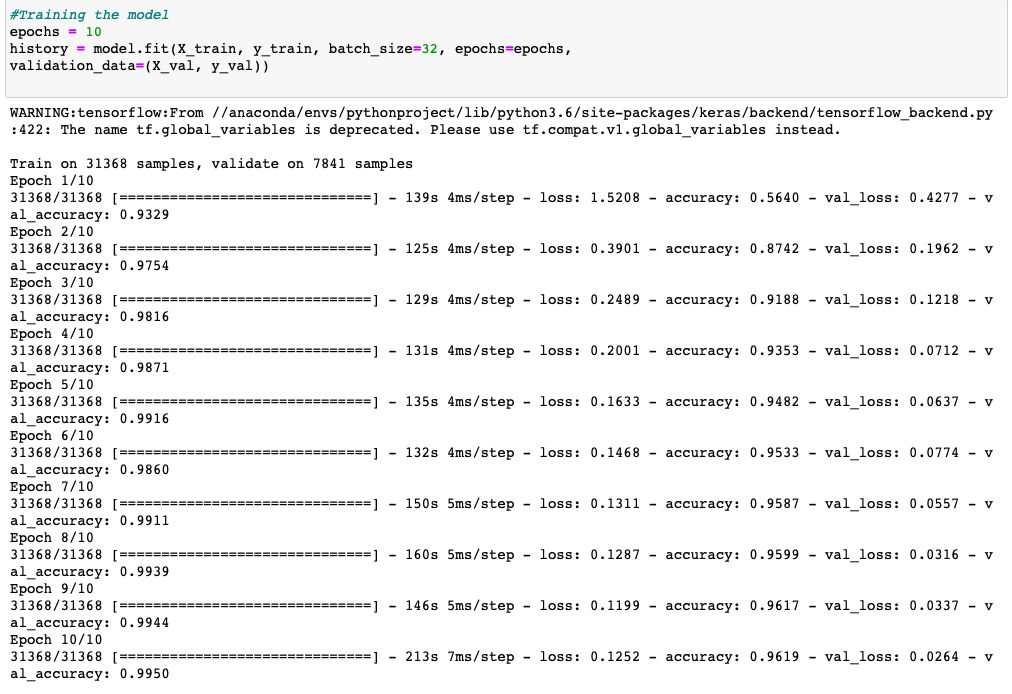 #Training the model
epochs = 10
history = model.fit(X_train, y_train, batch_size=32, epochs=epochs,
validation_data=(X_val, y_val))
WARNING:tensorflow:From //anaconda/envs/pythonproject/lib/python3.6/site-packages/keras/backend/tensorflow_backend.py
:422: The name tf.global_variables is deprecated. Please use tf.compat.v1.global_variables instead.
Train on 31368 samples, validate on 7841 samples
Epoch 1/10
31368/31368 [==============================] - 139s 4ms/step - loss: 1.5208 - accuracy: 0.5640 - val_loss: 0.4277 - v
al_accuracy: 0.9329
Epoch 2/10
31368/31368 [==============================] - 125s 4ms/step - loss: 0.3901 - accuracy: 0.8742 - val_loss: 0.1962 - v
al_accuracy: 0.9754
Epoch 3/10
31368/31368 [==============================] - 129s 4ms/step - loss: 0.2489 - accuracy: 0.9188 - val_loss: 0.1218 - v
al_accuracy: 0.9816
Epoch 4/10
31368/31368 [==============================] - 131s 4ms/step - loss: 0.2001 - accuracy: 0.9353 - val_loss: 0.0712 - v
al_accuracy: 0.9871
Epoch 5/10
31368/31368 [==============================] - 135s 4ms/step - loss: 0.1633 - accuracy: 0.9482 - val_loss: 0.0637 - v
al_accuracy: 0.9916
Epoch 6/10
31368/31368 [==============================] - 132s 4ms/step - loss: 0.1468 - accuracy: 0.9533 - val_loss: 0.0774 - v
al_accuracy: 0.9860
Epoch 7/10
31368/31368 [==============================] - 150s 5ms/step - loss: 0.1311 - accuracy: 0.9587 - val_loss: 0.0557 - v
al_accuracy: 0.9911
Epoch 8/10
31368/31368 [==============================] - 160s 5ms/step - loss: 0.1287 - accuracy: 0.9599 - val_loss: 0.0316 - v
al_accuracy: 0.9939
Epoch 9/10
31368/31368 [==============================] - 146s 5ms/step - loss: 0.1199 - accuracy: 0.9617 - val_loss: 0.0337 - v
al_accuracy: 0.9944
Epoch 10/10
31368/31368 [==============================] - 213s 7ms/step - loss: 0.1252 - accuracy: 0.9619 - val_loss: 0.0264 - v
al_accuracy: 0.9950